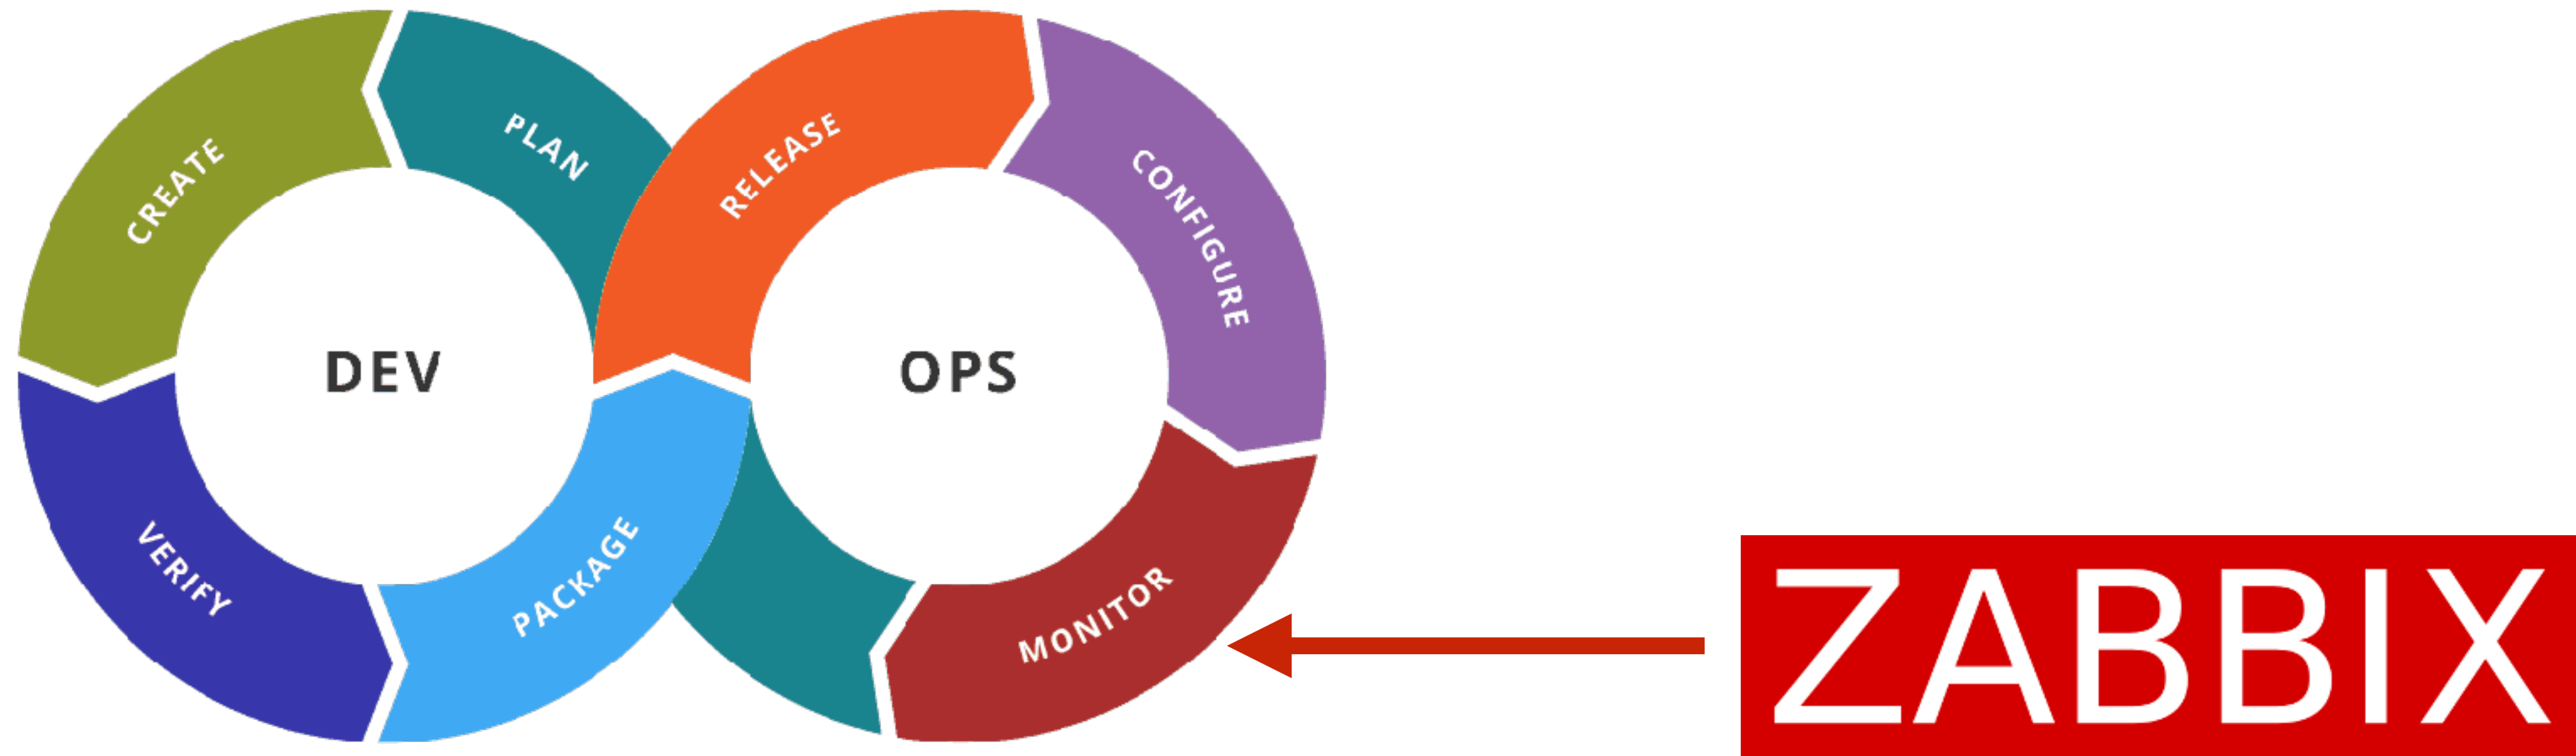 PLAN
CREATE
VERIFY
PACKAGE
RELEASE
CONFIGURE
MONITOR
DEV
OPS
ZABBIX